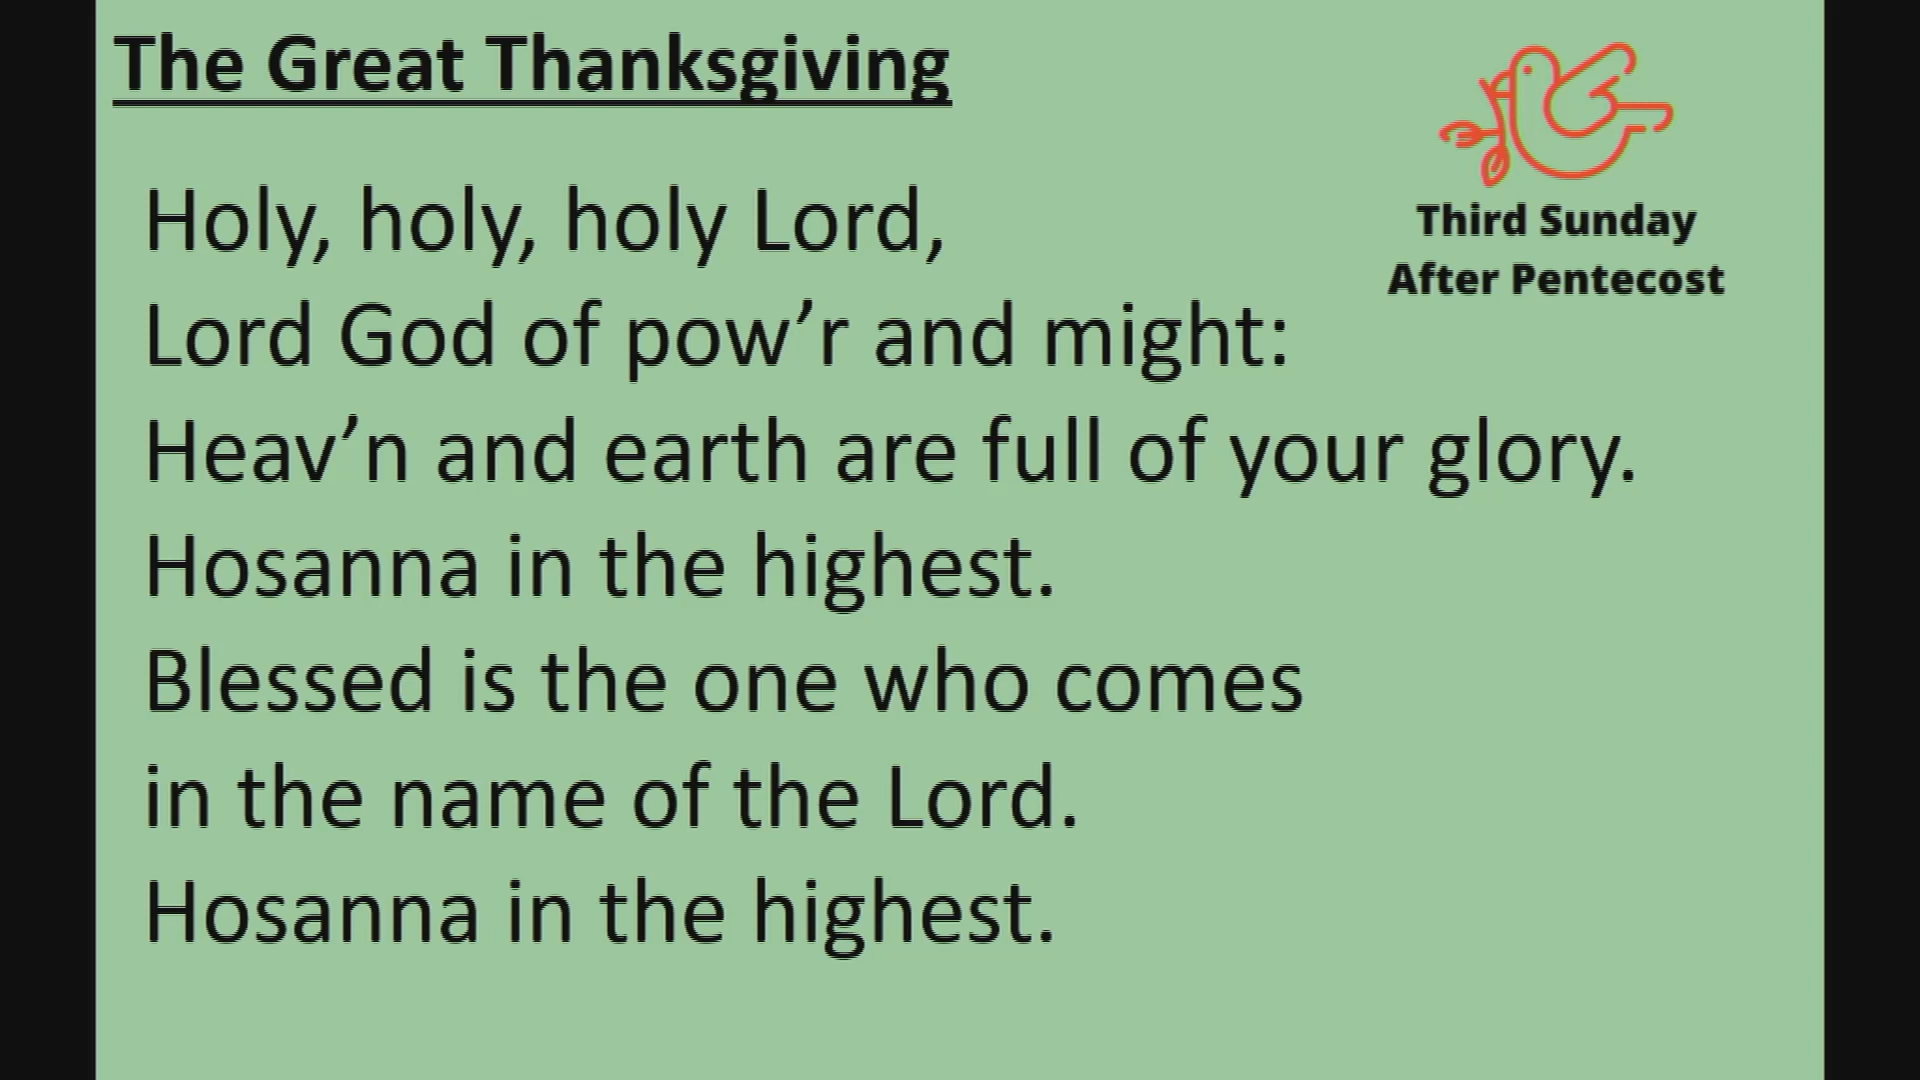 The Great Thanksgiving
Third Sunday
After Pentecost
Holy, holy, holy Lord,
Lord God of pow’r and might:
Heav’n and earth are full of your glory.
Hosanna in the highest.
Blessed is the one who comes
in the name of the Lord.
Hosanna in the highest.